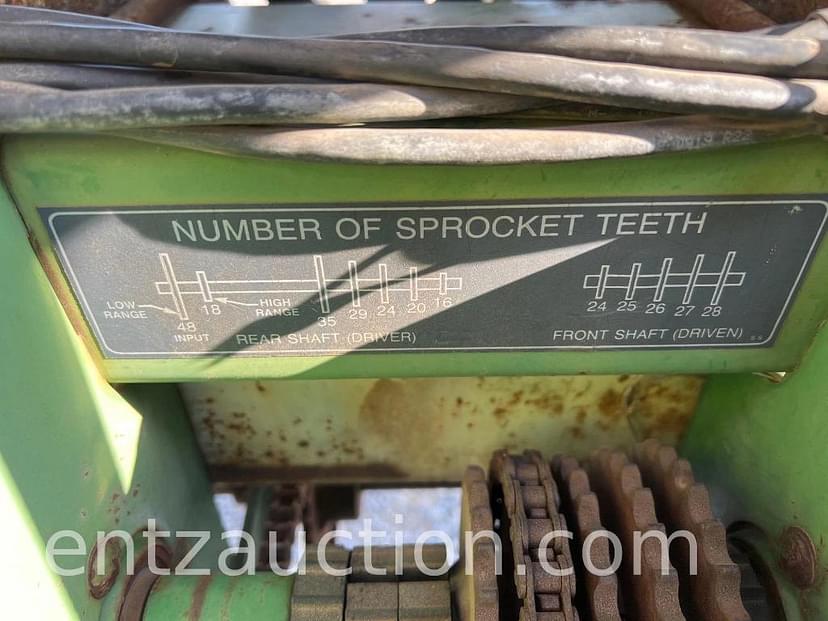 NUMBER OF SPROCKET TEETH
LOW RANGE
48
INPUT
18
HIGH RANGE
35 29 24 20 16
REAR SHAFT (DRIVER)
24 25 26 27 28
FRONT SHAFT (DRIVEN)
entzauction.com